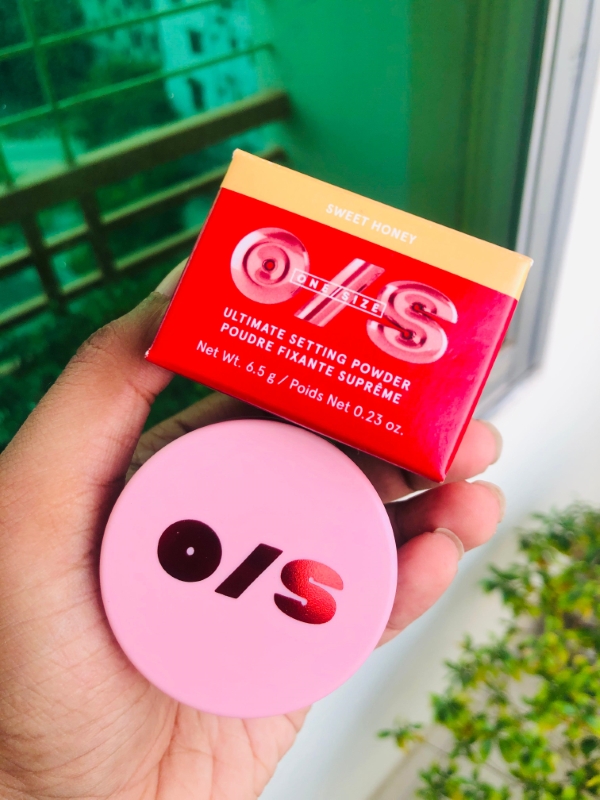 SWEET HONEY
O/S
ONE/SIZE
ULTIMATE SETTING POWDER
POUDRE FIXANTE SUPRÊME
Net Wt. 6.5 g / Poids Net 0.23 oz.
O/S